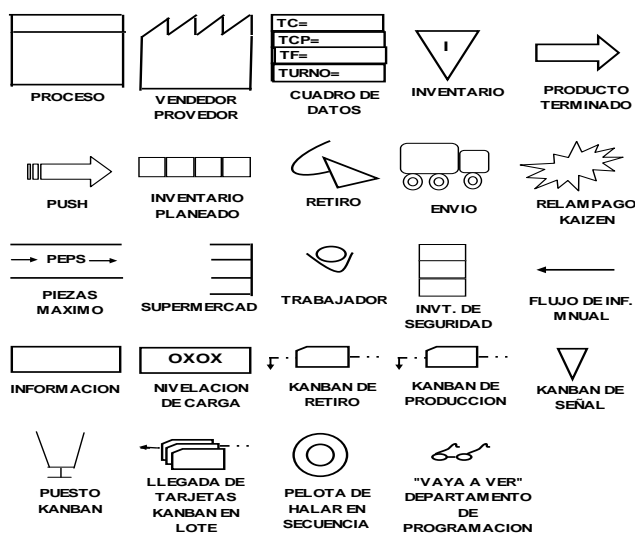 TC=
TCP=
TF=
TURNO=
I
PROCESO
VENDEDOR
PROVEDOR
CUADRO DE
DATOS
INVENTARIO
PRODUCTO
TERMINADO
PUSH
INVENTARIO
PLANEADO
RETIRO
ENVIO
RELAMPAGO
KAIZEN
PEPS
PIEZAS
MAXIMO
SUPERMERCAD
TRABAJADOR
INVT. DE
SEGURIDAD
FLUJO DE INF.
MNUAL
OXOX
INFORMACION
NIVELACION
DE CARGA
KANBAN DE
RETIRO
KANBAN DE
PRODUCCION
KANBAN DE
SEÑAL
PUESTO
KANBAN
LLEGADA DE
TARJETAS
KANBAN EN
LOTE
PELOTA DE
HALAR EN
SECUENCIA
"VAYA A VER"
DEPARTAMENTO
DE
PROGRAMACION